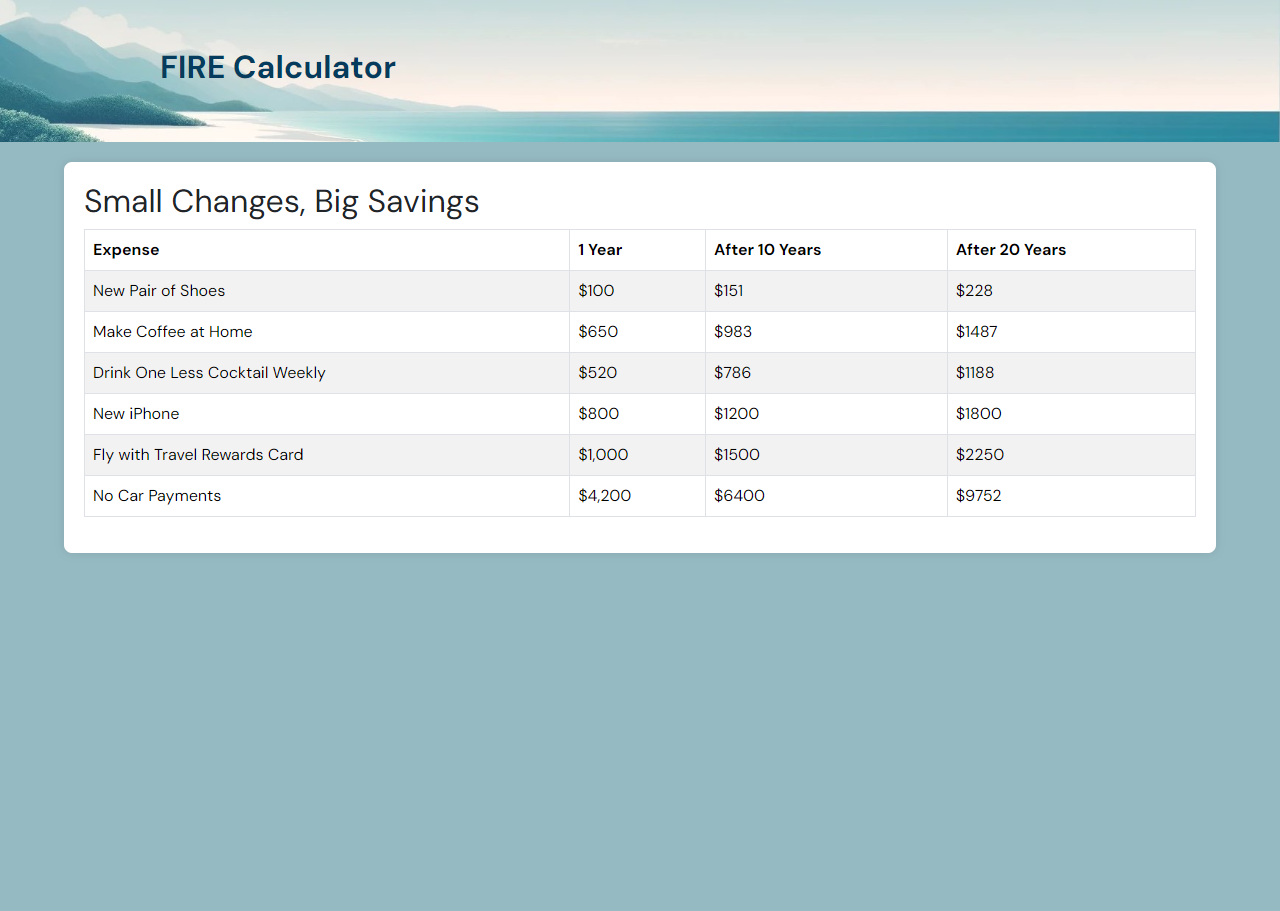 FIRE Calculator
Small Changes, Big Savings
Expense 1 Year After 10 Years After 20 Years
New Pair of Shoes $100 $151 $228
Make Coffee at Home $650 $983 $1487
Drink One Less Cocktail Weekly $520 $786 $1188
New iPhone $800 $1200 $1800
Fly with Travel Rewards Card $1,000 $1500 $2250
No Car Payments $4,200 $6400 $9752